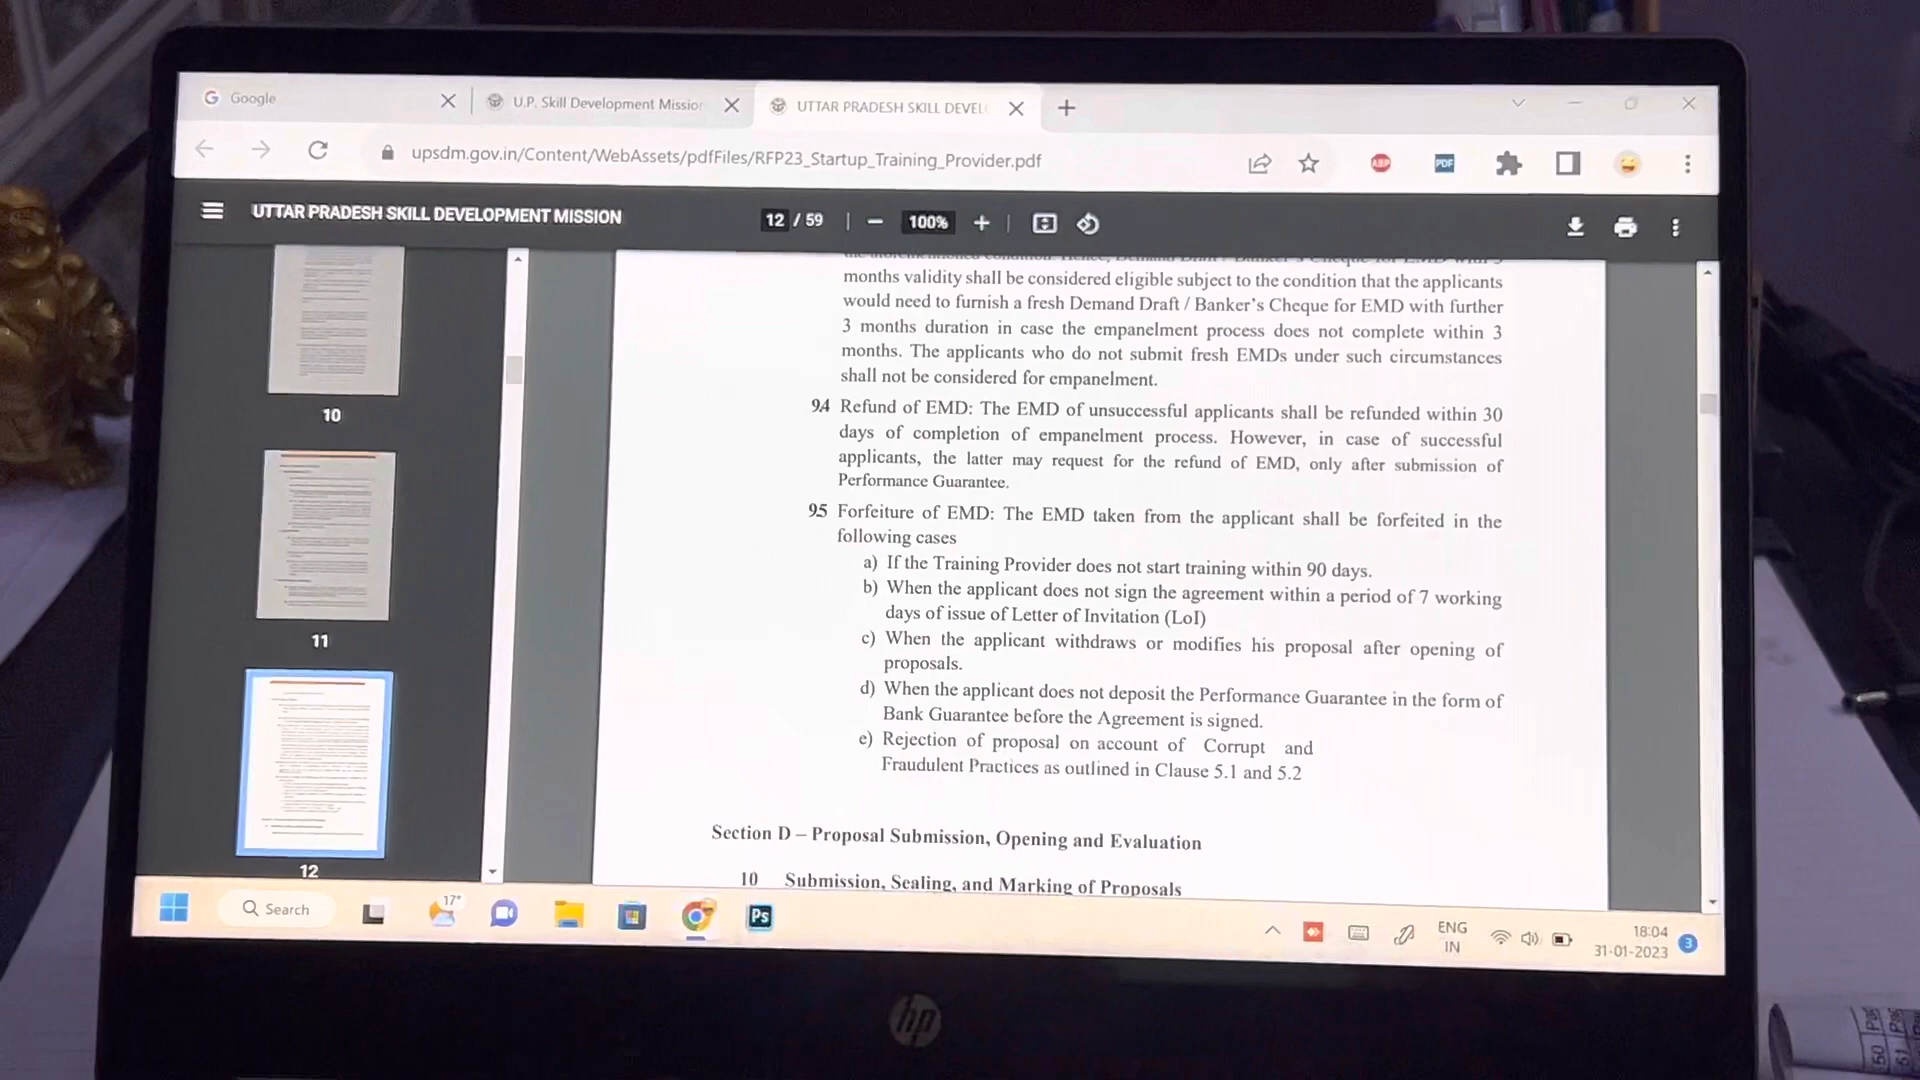 Google
U.P. Skill Development Mission
UTTAR PRADESH SKILL DEVEL
upsdm.gov.in/Content/WebAssets/pdfFiles/RFP23_Startup_Training_Provider.pdf
ABP
PDF
UTTAR PRADESH SKILL DEVELOPMENT MISSION
12 / 59
100%
10
11
12
months validity shall be considered eligible subject to the condition that the applicants
would need to furnish a fresh Demand Draft / Banker's Cheque for EMD with further
3 months duration in case the empanelment process does not complete within 3
months. The applicants who do not submit fresh EMDs under such circumstances
shall not be considered for empanelment.
9.4 Refund of EMD: The EMD of unsuccessful applicants shall be refunded within 30
days of completion of empanelment process. However, in case of successful
applicants, the latter may request for the refund of EMD, only after submission of
Performance Guarantee.
9.5 Forfeiture of EMD: The EMD taken from the applicant shall be forfeited in the
following cases
a) If the Training Provider does not start training within 90 days.
b) When the applicant does not sign the agreement within a period of 7 working
days of issue of Letter of Invitation (LoI)
c) When the applicant withdraws or modifies his proposal after opening of
proposals.
d) When the applicant does not deposit the Performance Guarantee in the form of
Bank Guarantee before the Agreement is signed.
e) Rejection of proposal on account of Corrupt and
Fraudulent Practices as outlined in Clause 5.1 and 5.2
Section D – Proposal Submission, Opening and Evaluation
10 Submission, Sealing, and Marking of Proposals
Search
17°
Ps
ENG
IN
18:04
31-01-2023
3
hp
50 Pag
51 Pag